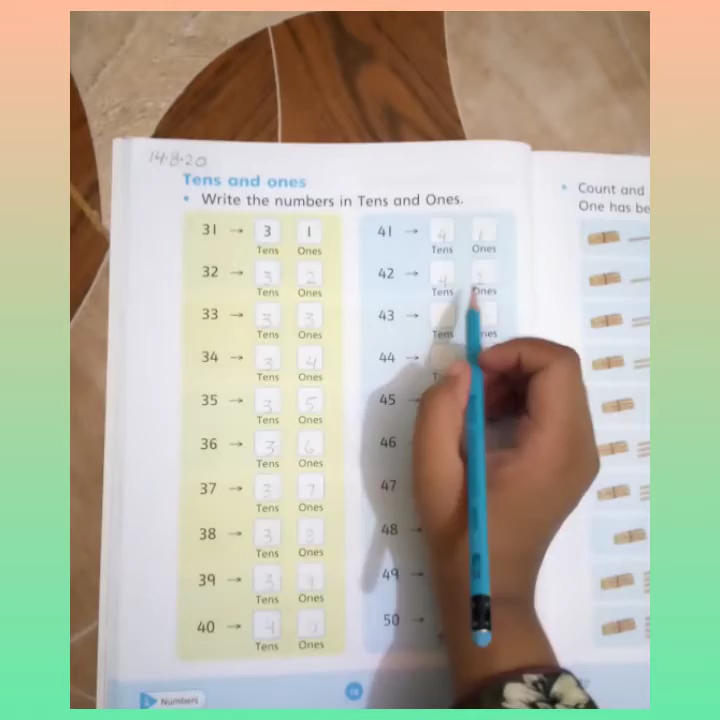 14.8.20
Tens and ones
• Write the numbers in Tens and Ones.
31 → 3 1
Tens Ones
32 → 3 2
Tens Ones
33 → 3 3
Tens Ones
34 → 3 4
Tens Ones
35 → 3 5
Tens Ones
36 → 3 6
Tens Ones
37 → 3 7
Tens Ones
38 → 3 8
Tens Ones
39 → 3 9
Tens Ones
40 → 4 0
Tens Ones
41 → 4 1
Tens Ones
42 → 4 2
Tens Ones
43 →
Tens
44 →
45 →
46
47
48 →
49 →
50 →
Numbers
• Count and
One has be